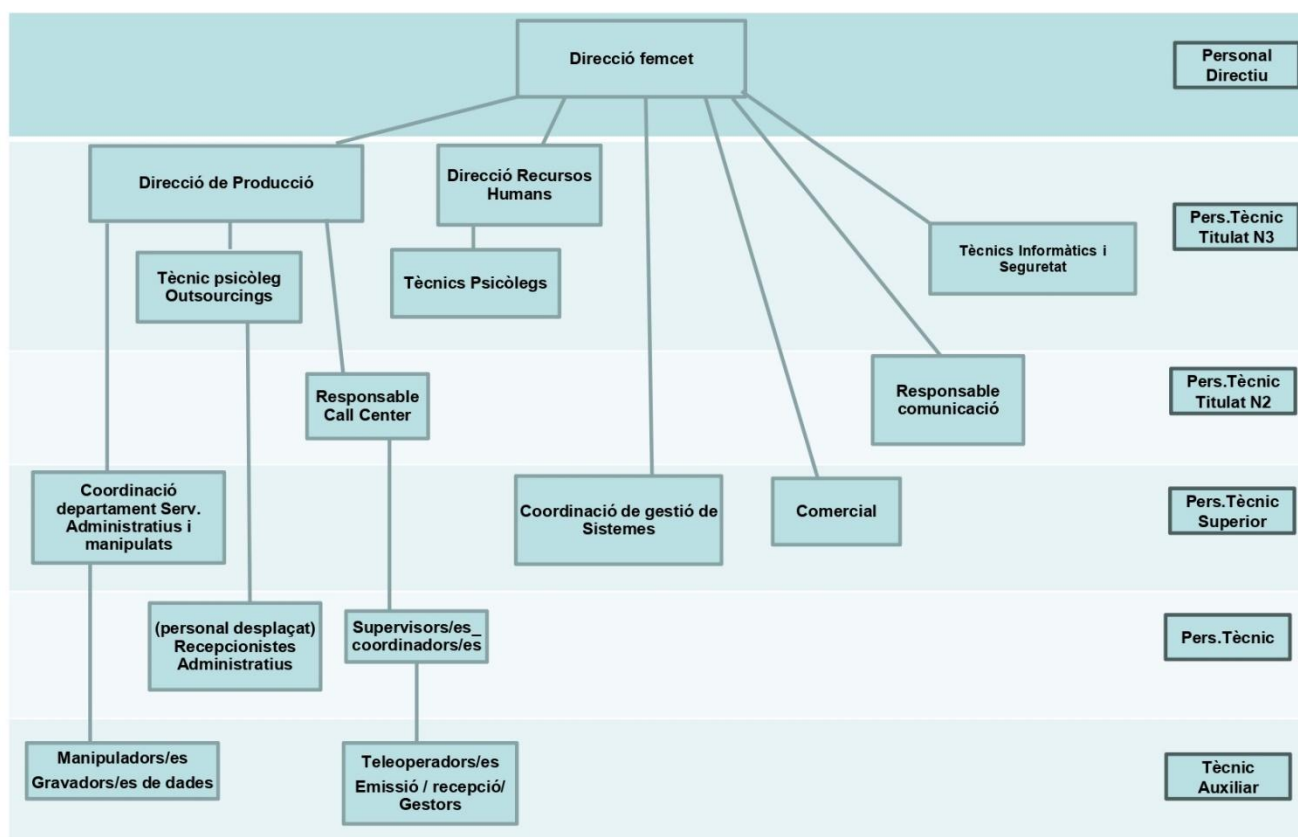 Direcció femcet
Personal
Directiu
Direcció de Producció
Direcció Recursos
Humans
Pers.Tècnic
Titulat N3
Tècnics Informàtics i
Seguretat
Tècnic psicòleg
Outsourcings
Tècnics Psicòlegs
Responsable
Call Center
Responsable
comunicació
Pers.Tècnic
Titulat N2
Coordinació
departament Serv.
Administratius i
manipulats
Coordinació de gestió de
Sistemes
Comercial
Pers.Tècnic
Superior
(personal desplaçat)
Recepcionistes
Administratius
Supervisors/es_
coordinadors/es
Pers.Tècnic
Manipuladors/es
Gravadors/es de dades
Teleoperadors/es
Emissió / recepció/
Gestors
Tècnic
Auxiliar